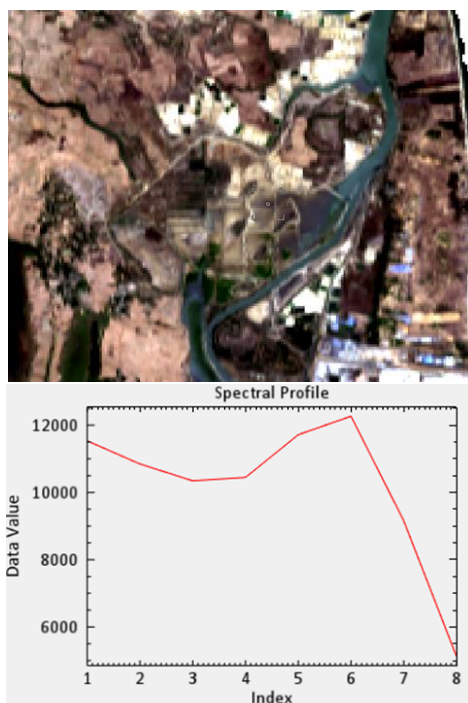 Spectral Profile
12000
10000
8000
6000
Data Value
1 2 3 4 5 6 7 8
Index